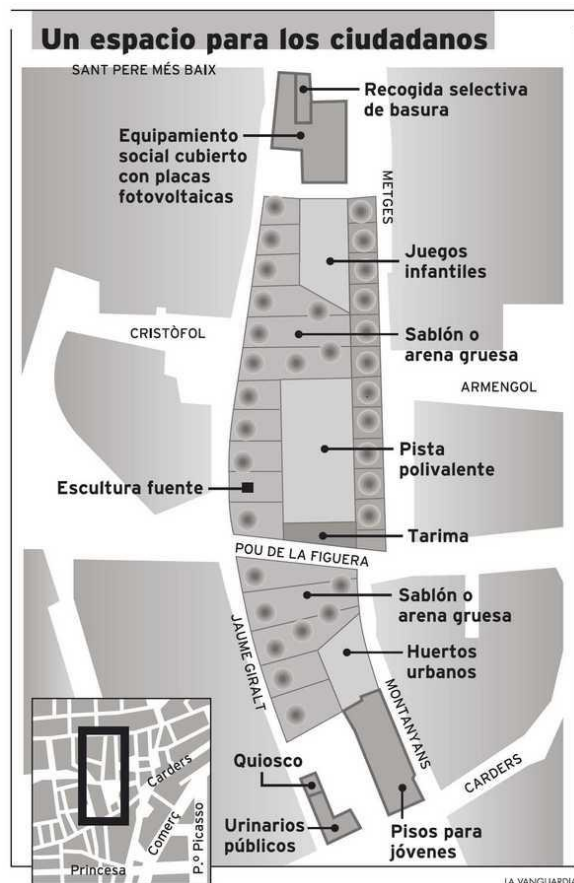 Un espacio para los ciudadanos
SANT PERE MÉS BAIX
Recogida selectiva
de basura
Equipamiento
social cubierto
con placas
fotovoltaicas
METGES
Juegos
infantiles
CRISTÒFOL
Sablón o
arena gruesa
ARMENGOL
Pista
polivalente
Escultura fuente
Tarima
POU DE LA FIGUERA
Sablón o
arena gruesa
JAUME GIRALT
Huertos
urbanos
MONTANYANS
CARDERS
Quiosco
Urinarios
públicos
Pisos para
jóvenes
Carders
Comerç
P.º Picasso
Princesa
LA VANGUARDIA